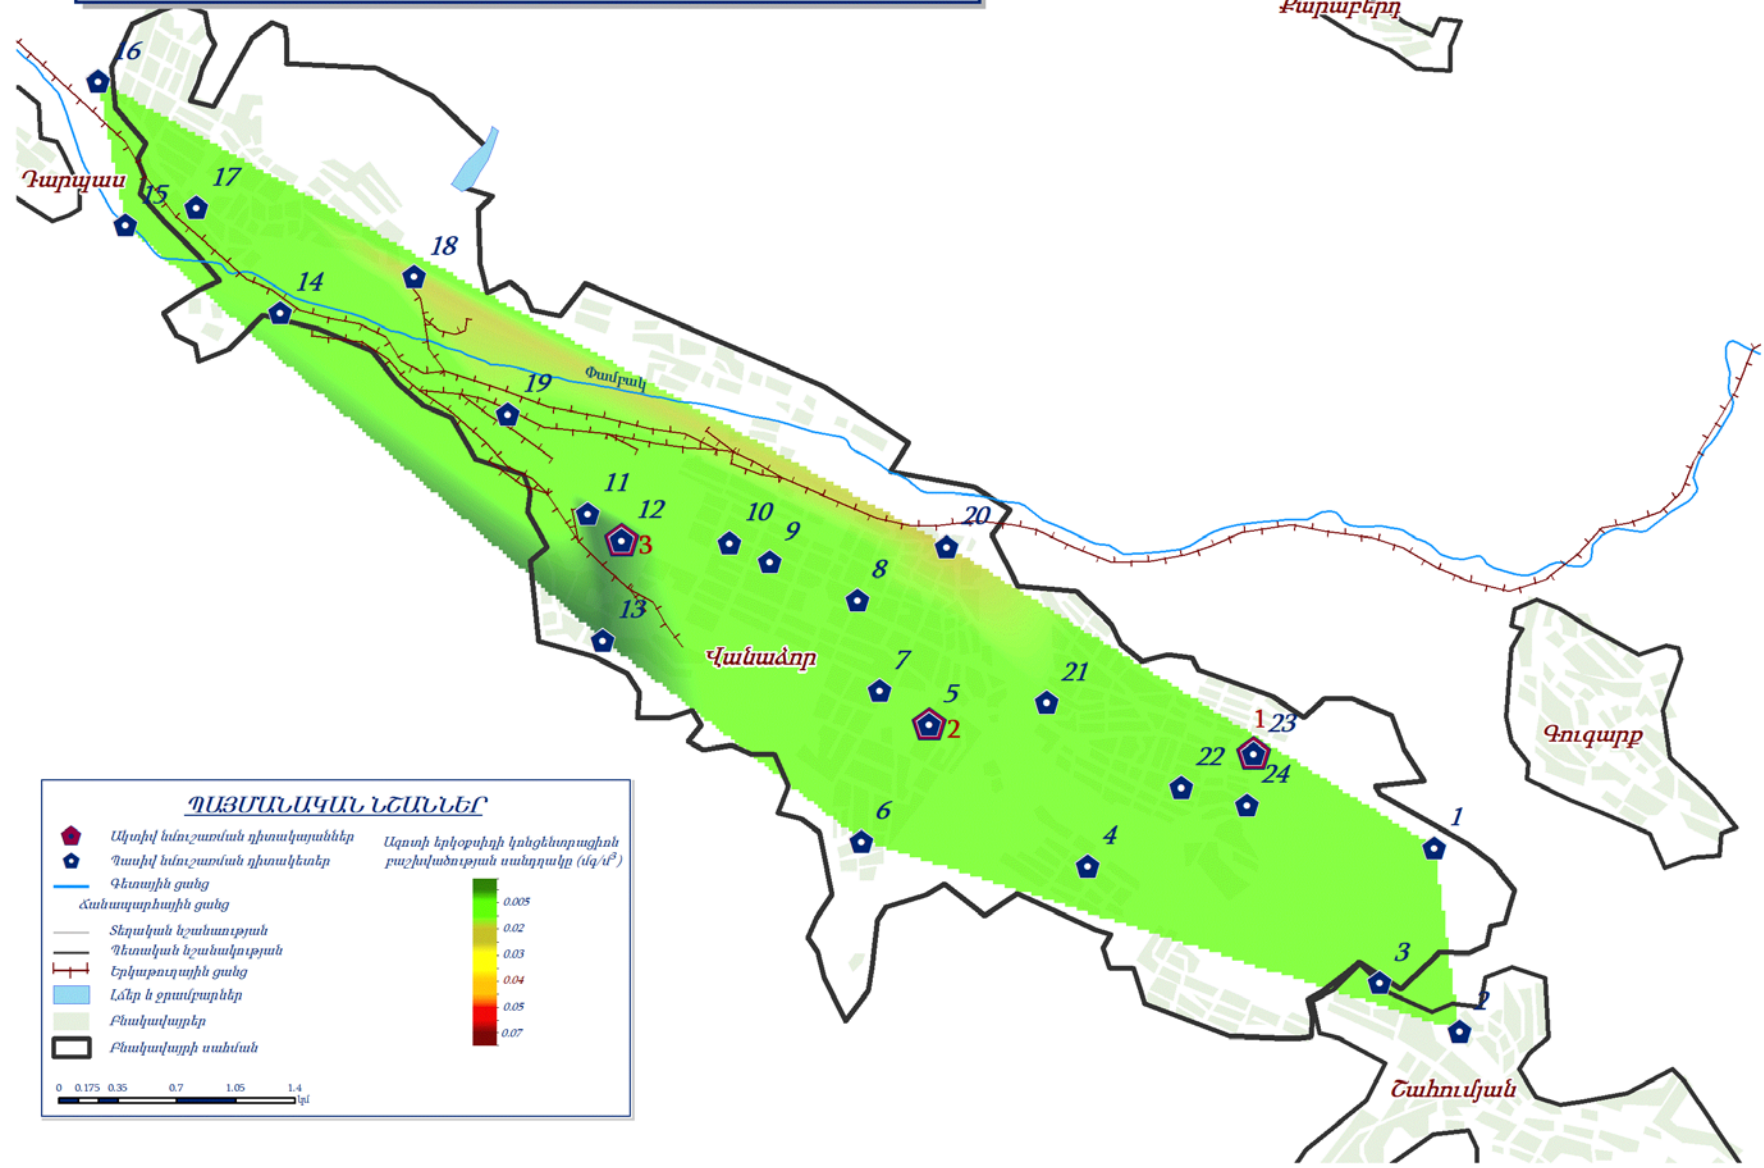 Քարաբերդ
16
Դարպաս
15
17
18
14
19
Փամբակ
11
12
3
10
9
20
8
13
Վանաձոր
7
5
2
21
1
23
22
24
Գուգարք
6
4
1
3
2
Շահումյան
ՊԱՅՄԱՆԱԿԱՆ ՆՇԱՆՆԵՐ
Ակտիվ նմուշառման դիտակայաններ
Պասիվ նմուշառման դիտակետեր
Գետային ցանց
Ճանապարհային ցանց
Տեղական նշանաության
Պետական նշանակության
Երկաթուղային ցանց
Լճեր և ջրամբարներ
Բնակավայրեր
Բնակավայրի սահման
Ազոտի երկօքսիդի կոնցենտրացիոն
բաշխվածության սանդղակը (մգ/մ³)
0.005
0.02
0.03
0.04
0.05
0.07
0 0.175 0.35 0.7 1.05 1.4
կմ